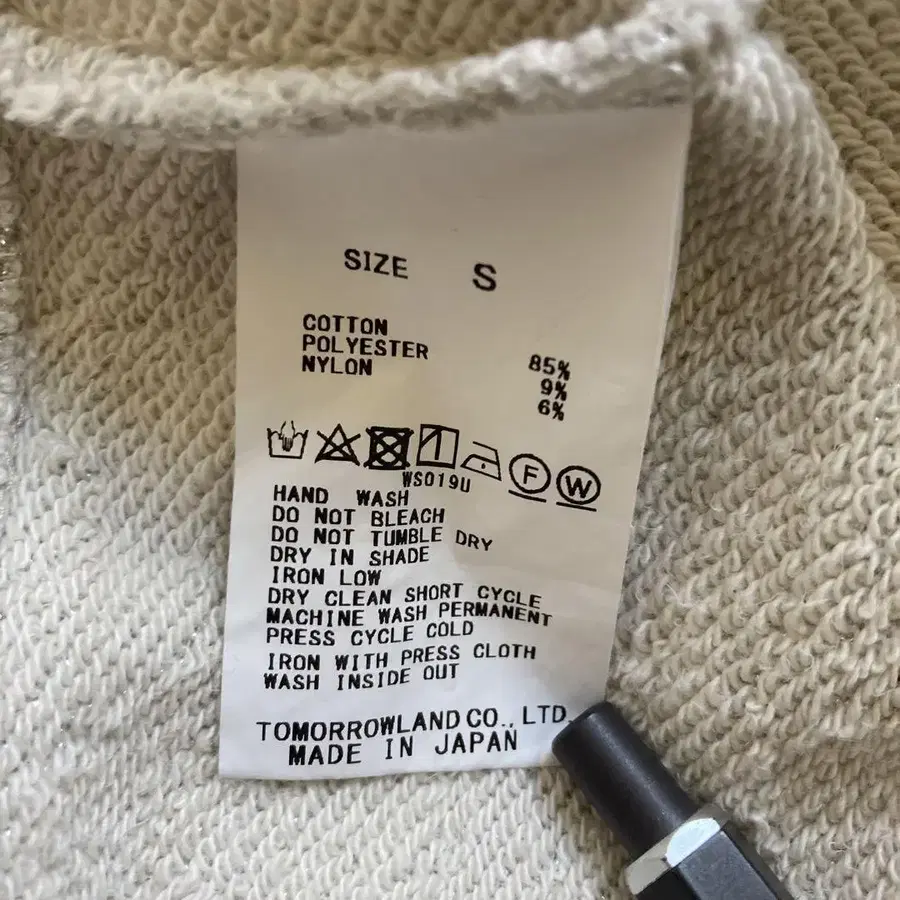 SIZE S
COTTON 85%
POLYESTER 9%
NYLON 6%
F W
WS019U
HAND WASH
DO NOT BLEACH
DO NOT TUMBLE DRY
DRY IN SHADE
IRON LOW
DRY CLEAN SHORT CYCLE
MACHINE WASH PERMANENT
PRESS CYCLE COLD
IRON WITH PRESS CLOTH
WASH INSIDE OUT
TOMORROWLAND CO., LTD.
MADE IN JAPAN